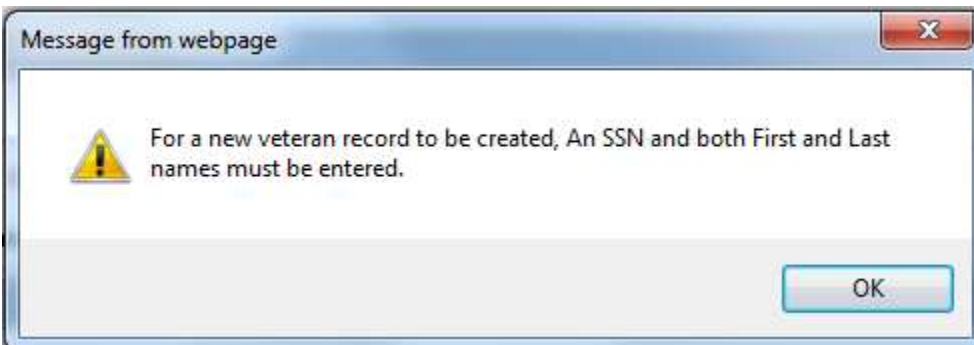 Message from webpage
For a new veteran record to be created, An SSN and both First and Last
names must be entered.
OK